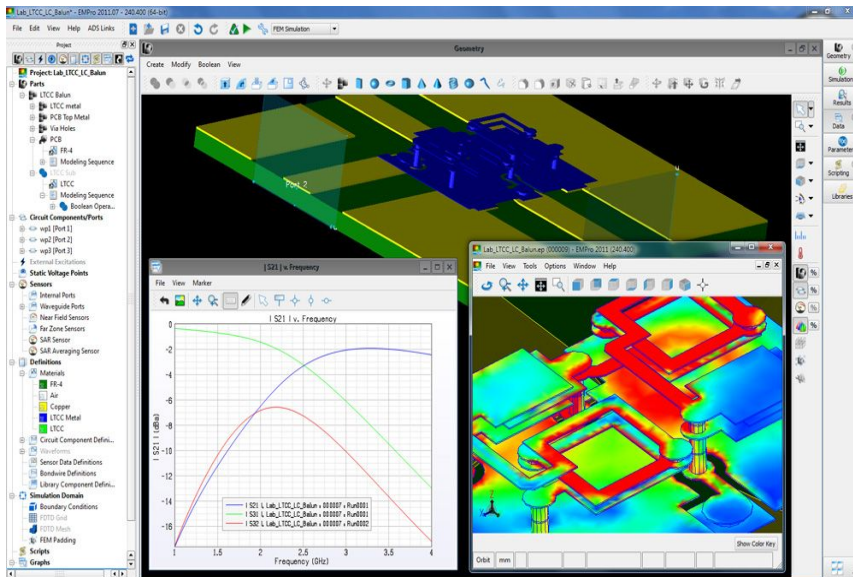 Lab_LTCC_LC_Balun* - EMPro 2011.07 - 240.400 (64-bit)
File Edit View Help ADS Links
FEM Simulation
Project
Geometry
Project: Lab_LTCC_LC_Balun
Parts
LTCC Balun
LTCC metal
PCB Top Metal
Via Holes
PCB
FR-4
Modeling Sequence
LTCC Sub
LTCC
Modeling Sequence
Boolean Opera...
Circuit Components/Ports
wp1 [Port 1]
wp2 [Port 2]
wp3 [Port 3]
External Excitations
Static Voltage Points
Sensors
Internal Ports
Waveguide Ports
Near Field Sensors
Far Zone Sensors
SAR Sensor
SAR Averaging Sensor
Definitions
Materials
FR-4
Air
Copper
LTCC Metal
LTCC
Circuit Component Defini...
Waveforms
Sensor Data Definitions
Bondwire Definitions
Library Component Defini...
Simulation Domain
Boundary Conditions
FDTD Grid
FDTD Mesh
FEM Padding
Scripts
Graphs
Create Modify Boolean View
Port 2
Geometry
Simulation
Results
Data
Parameter
Scripting
Libraries
| S21 | v. Frequency
File View Marker
| S21 | v. Frequency
| S21 | (dBa)
0
-2
-4
-6
-8
-10
-12
-14
-16
| S21 L Lab_LTCC_LC_Balun : 000007 : Run0001
| S31 L Lab_LTCC_LC_Balun : 000007 : Run0001
| S32 L Lab_LTCC_LC_Balun : 000007 : Run0002
1 1.5 2 2.5 3 3.5 4
Frequency (GHz)
Lab_LTCC_LC_Balun.ep (000009) - EMPro 2011 (240.400)
File View Tools Options Window Help
Z
Show Color Key
Orbit mm